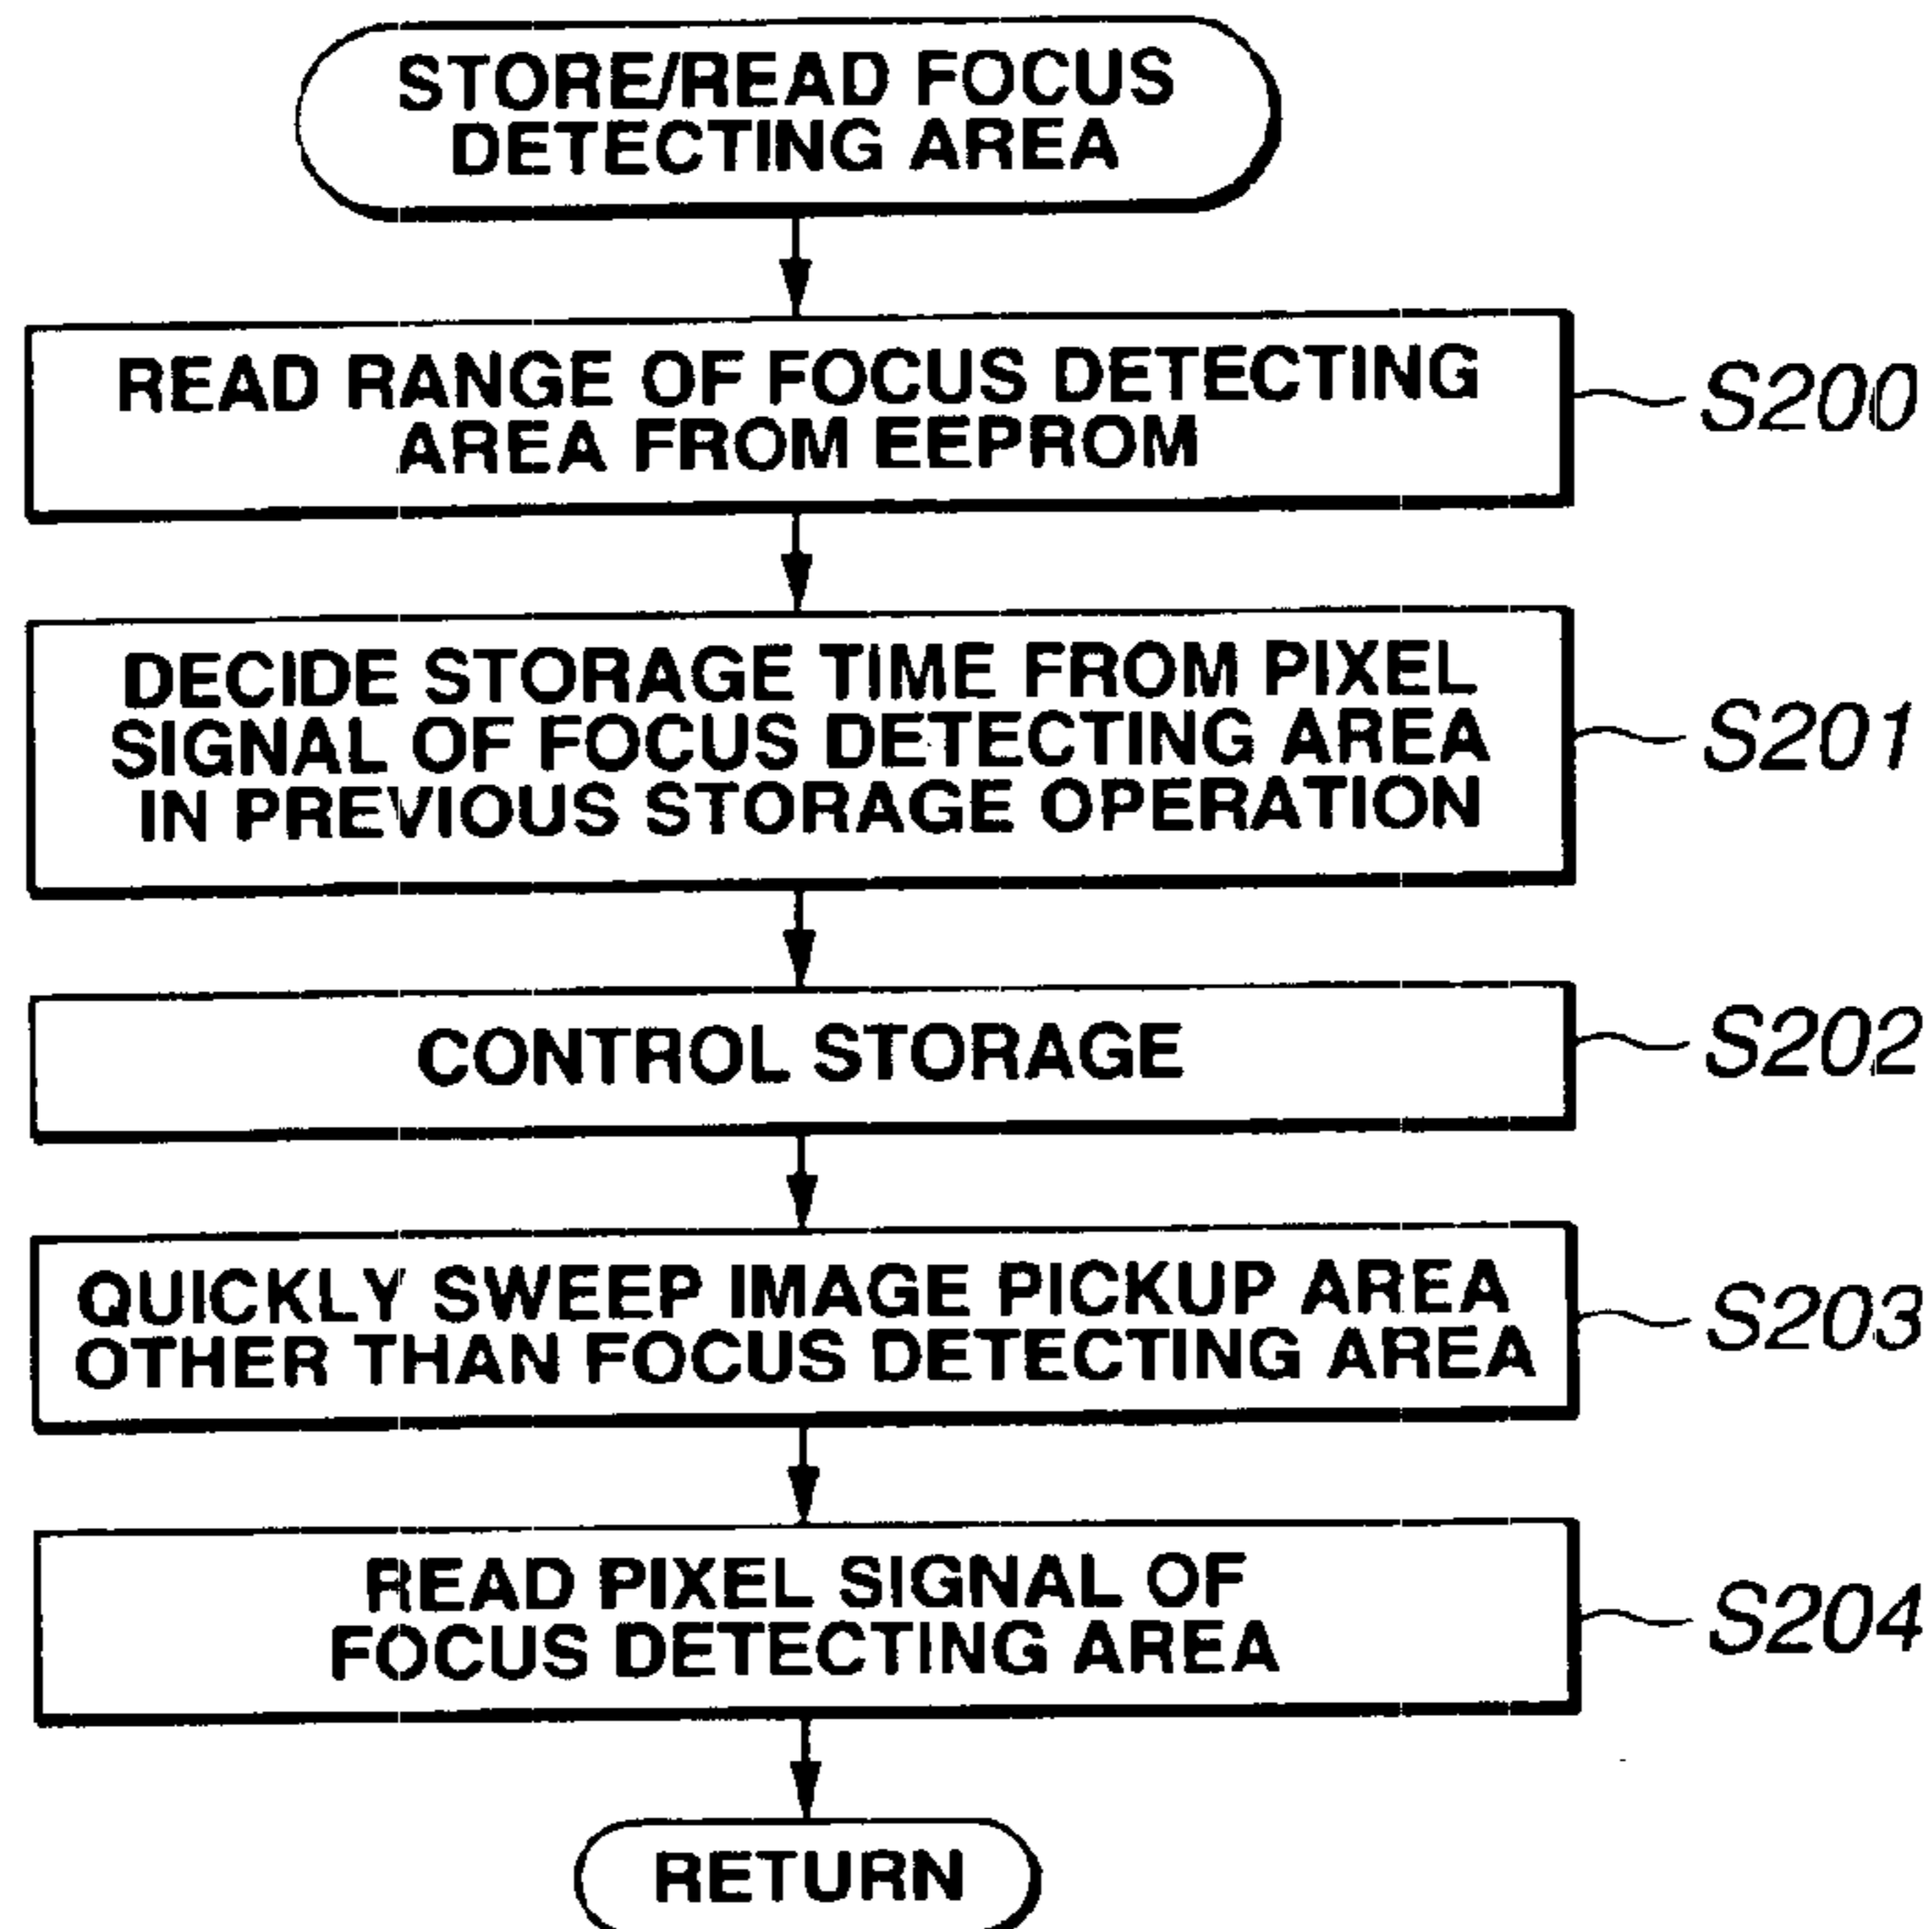 STORE/READ FOCUS
DETECTING AREA
READ RANGE OF FOCUS DETECTING
AREA FROM EEPROM
S200
DECIDE STORAGE TIME FROM PIXEL
SIGNAL OF FOCUS DETECTING AREA
IN PREVIOUS STORAGE OPERATION
S201
CONTROL STORAGE
S202
QUICKLY SWEEP IMAGE PICKUP AREA
OTHER THAN FOCUS DETECTING AREA
S203
READ PIXEL SIGNAL OF
FOCUS DETECTING AREA
S204
RETURN